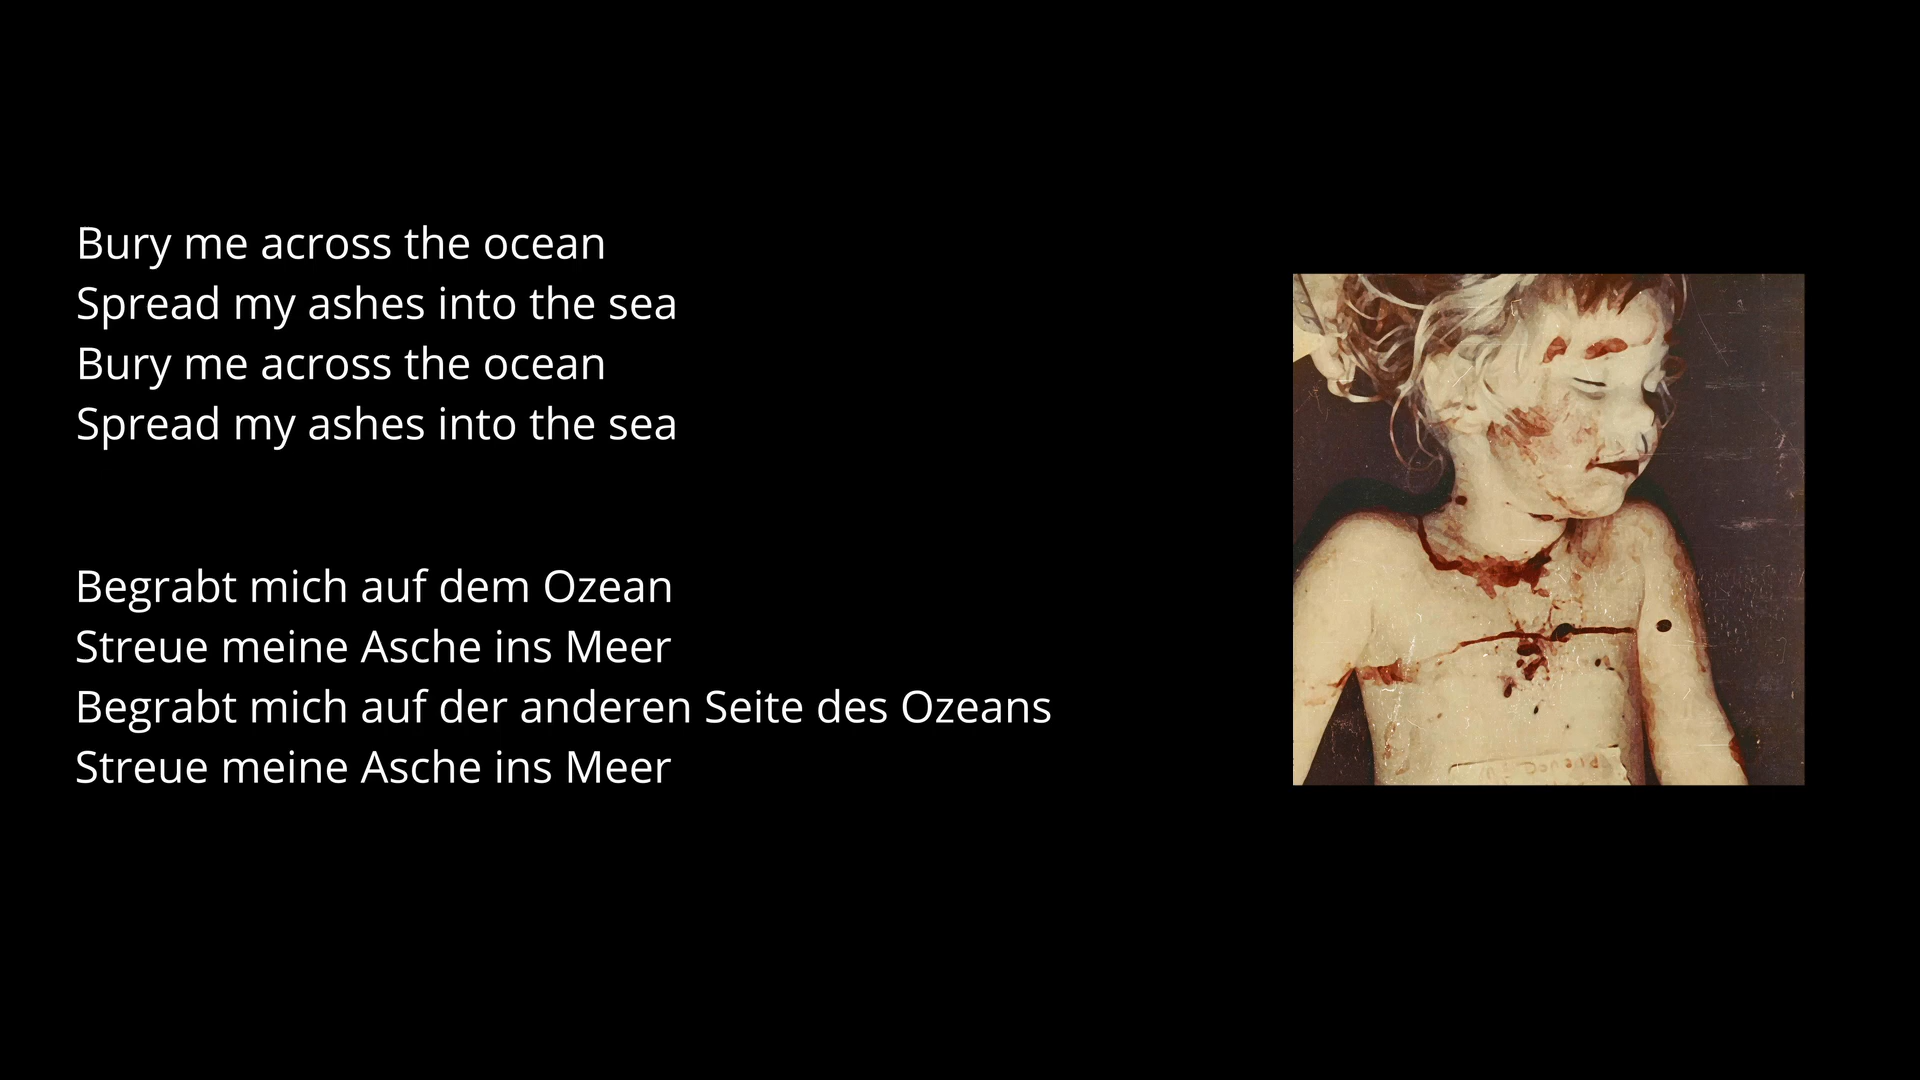 Bury me across the ocean
Spread my ashes into the sea
Bury me across the ocean
Spread my ashes into the sea
Begrabt mich auf dem Ozean
Streue meine Asche ins Meer
Begrabt mich auf der anderen Seite des Ozeans
Streue meine Asche ins Meer